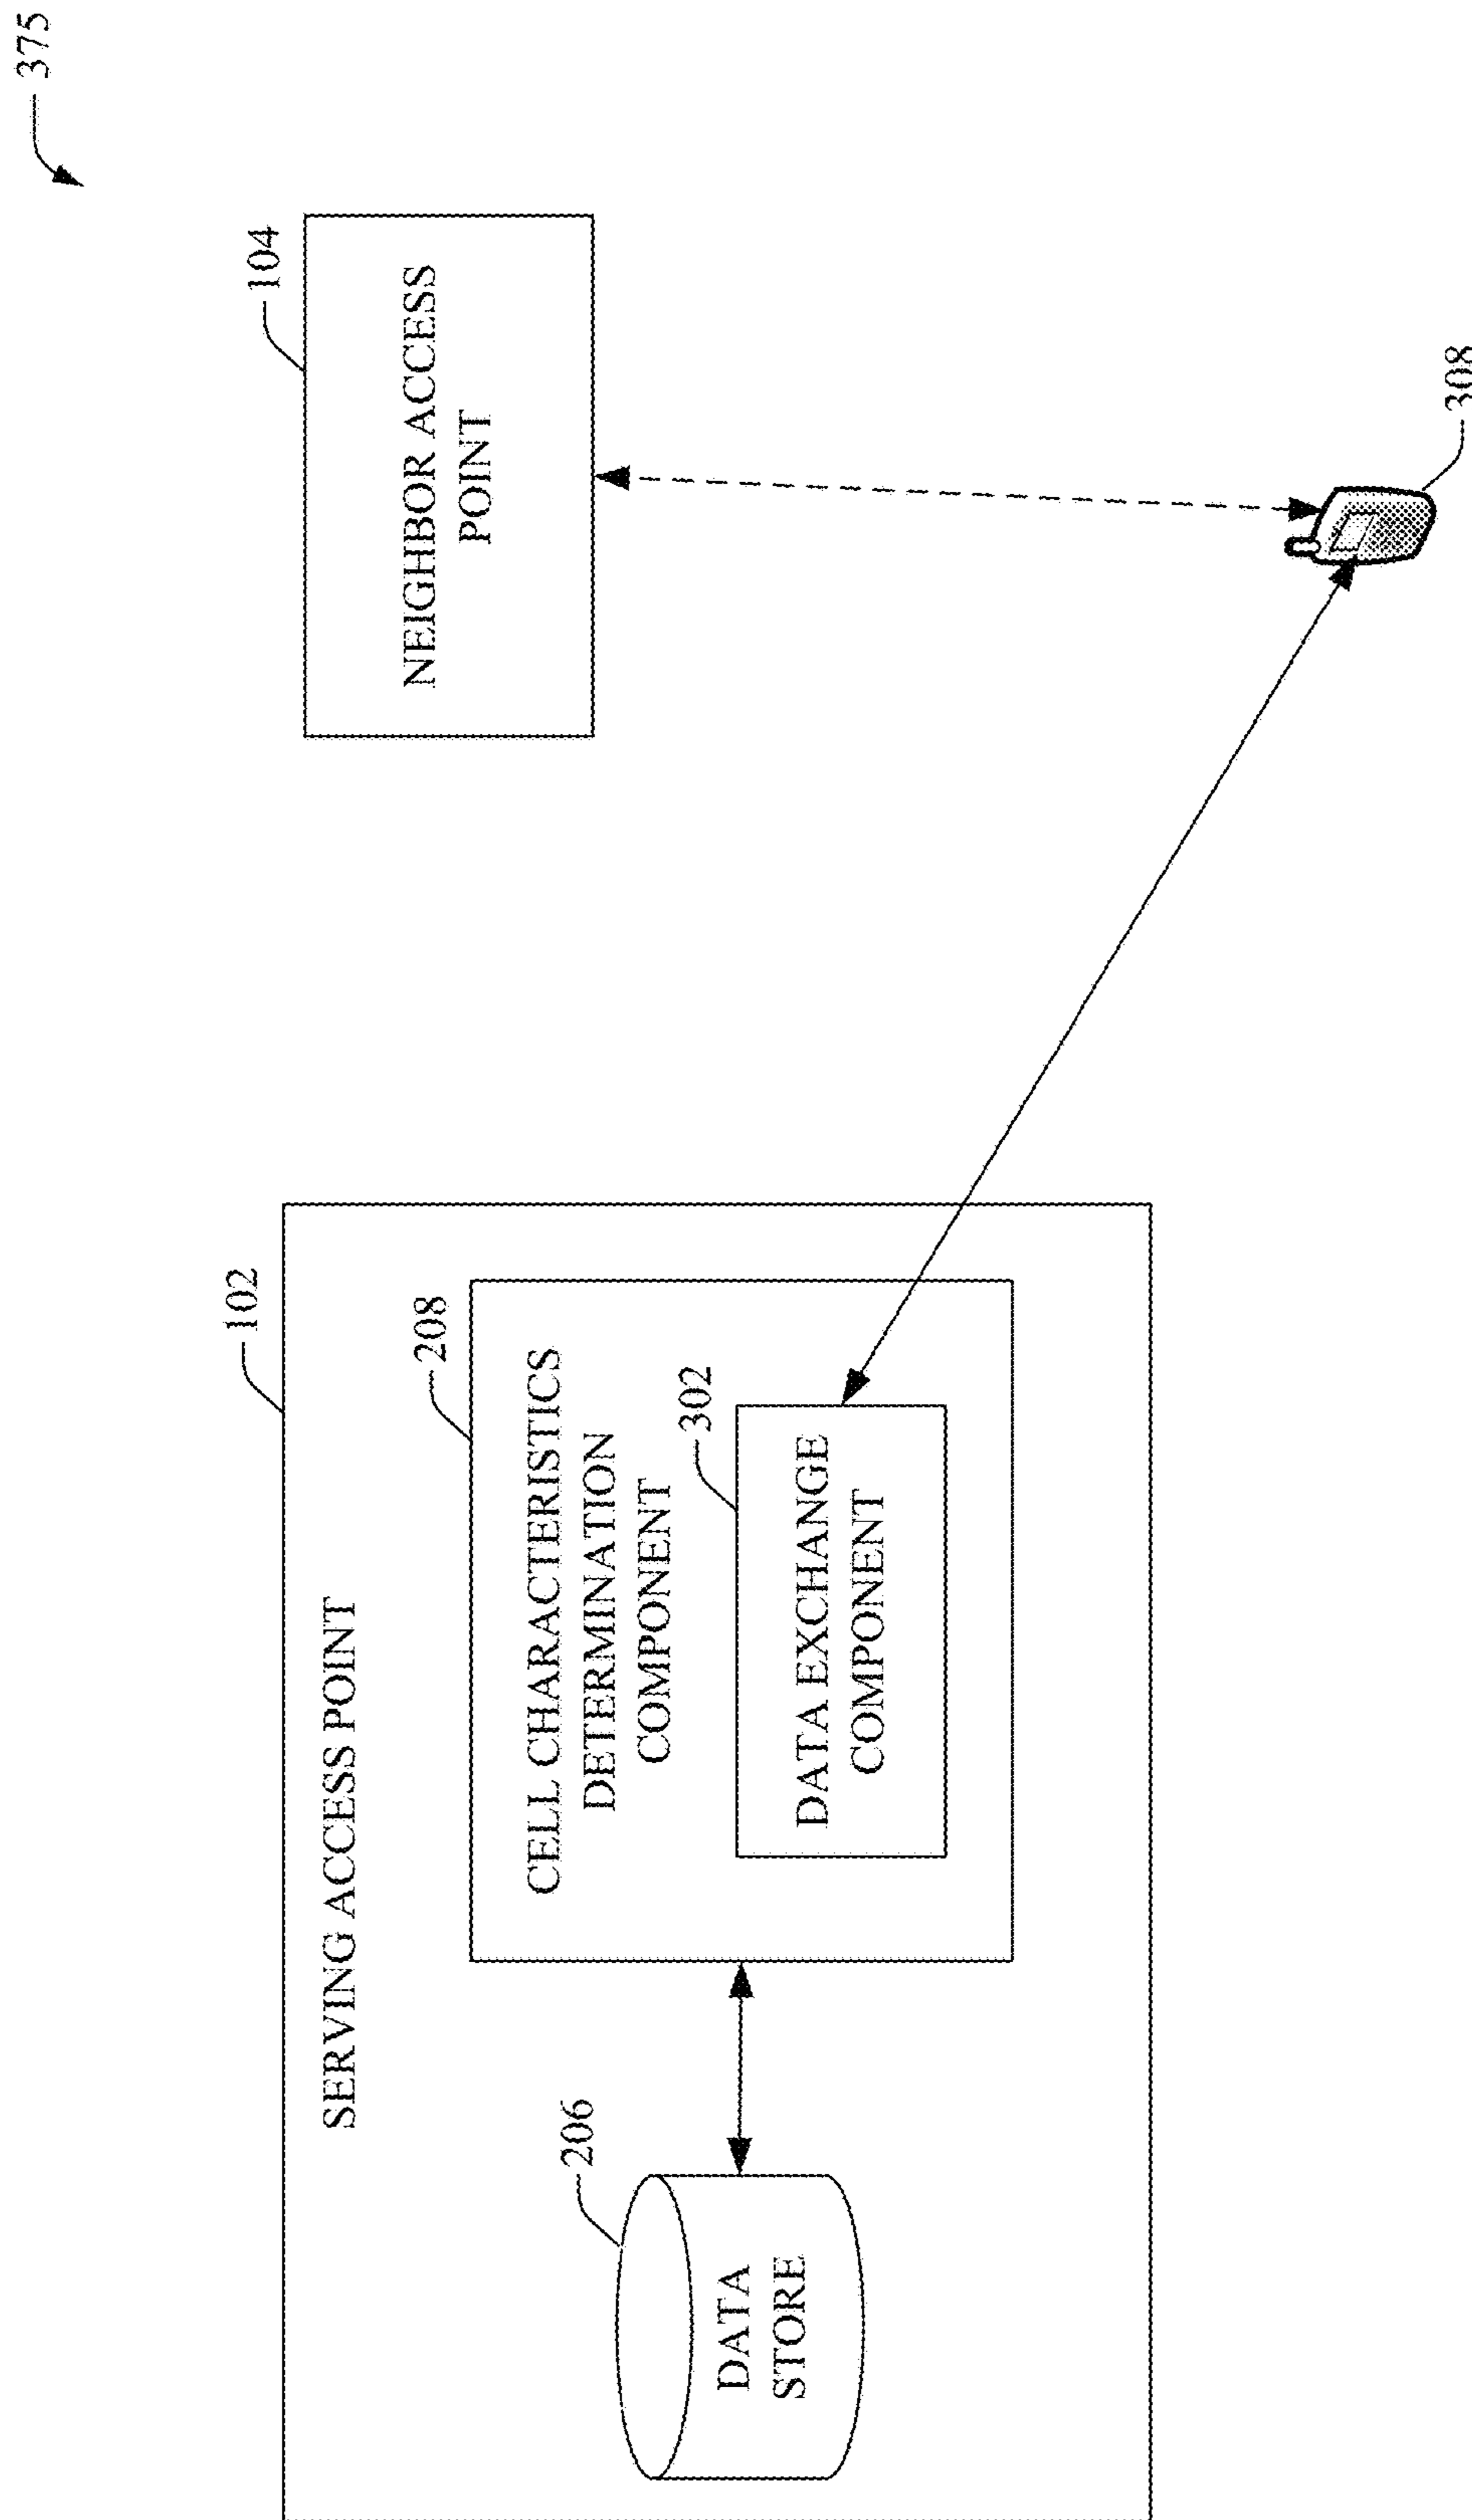 375
102
SERVING ACCESS POINT
208
CELL CHARACTERISTICS
DETERMINATION
COMPONENT
302
DATA EXCHANGE
COMPONENT
206
DATA
STORE
104
NEIGHBOR ACCESS
POINT
308